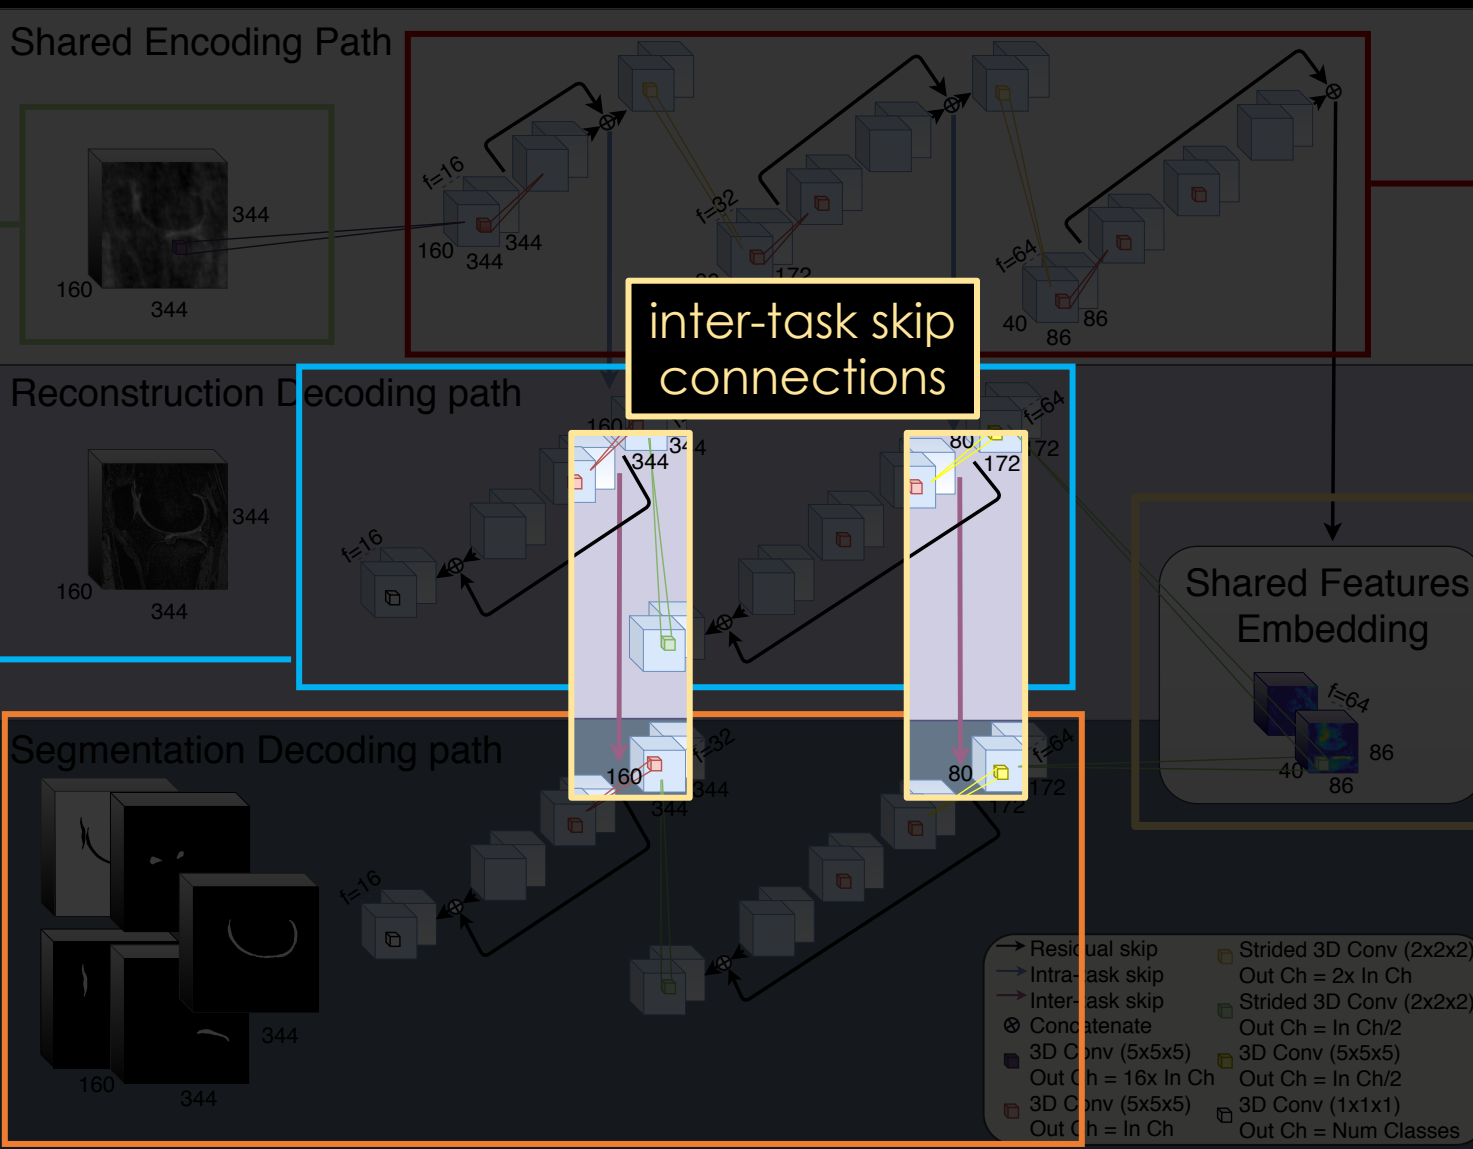 Shared Encoding Path
f=16
344
160
344
160
344
344
f=32
172
f=64
40
86
86
inter-task skip
connections
Reconstruction Decoding path
160
344
344
f=64
80
172
172
344
160
344
f=16
Shared Features
Embedding
f=64
86
40
86
Segmentation Decoding path
160
f=32
344
344
80
f=64
172
172
f=16
344
160
344
Residual skip
Intra-task skip
Inter-task skip
Concatenate
3D Conv (5x5x5)
Out Ch = 16x In Ch
3D Conv (5x5x5)
Out Ch = In Ch
Strided 3D Conv (2x2x2)
Out Ch = 2x In Ch
Strided 3D Conv (2x2x2)
Out Ch = In Ch/2
3D Conv (5x5x5)
Out Ch = In Ch/2
3D Conv (1x1x1)
Out Ch = Num Classes